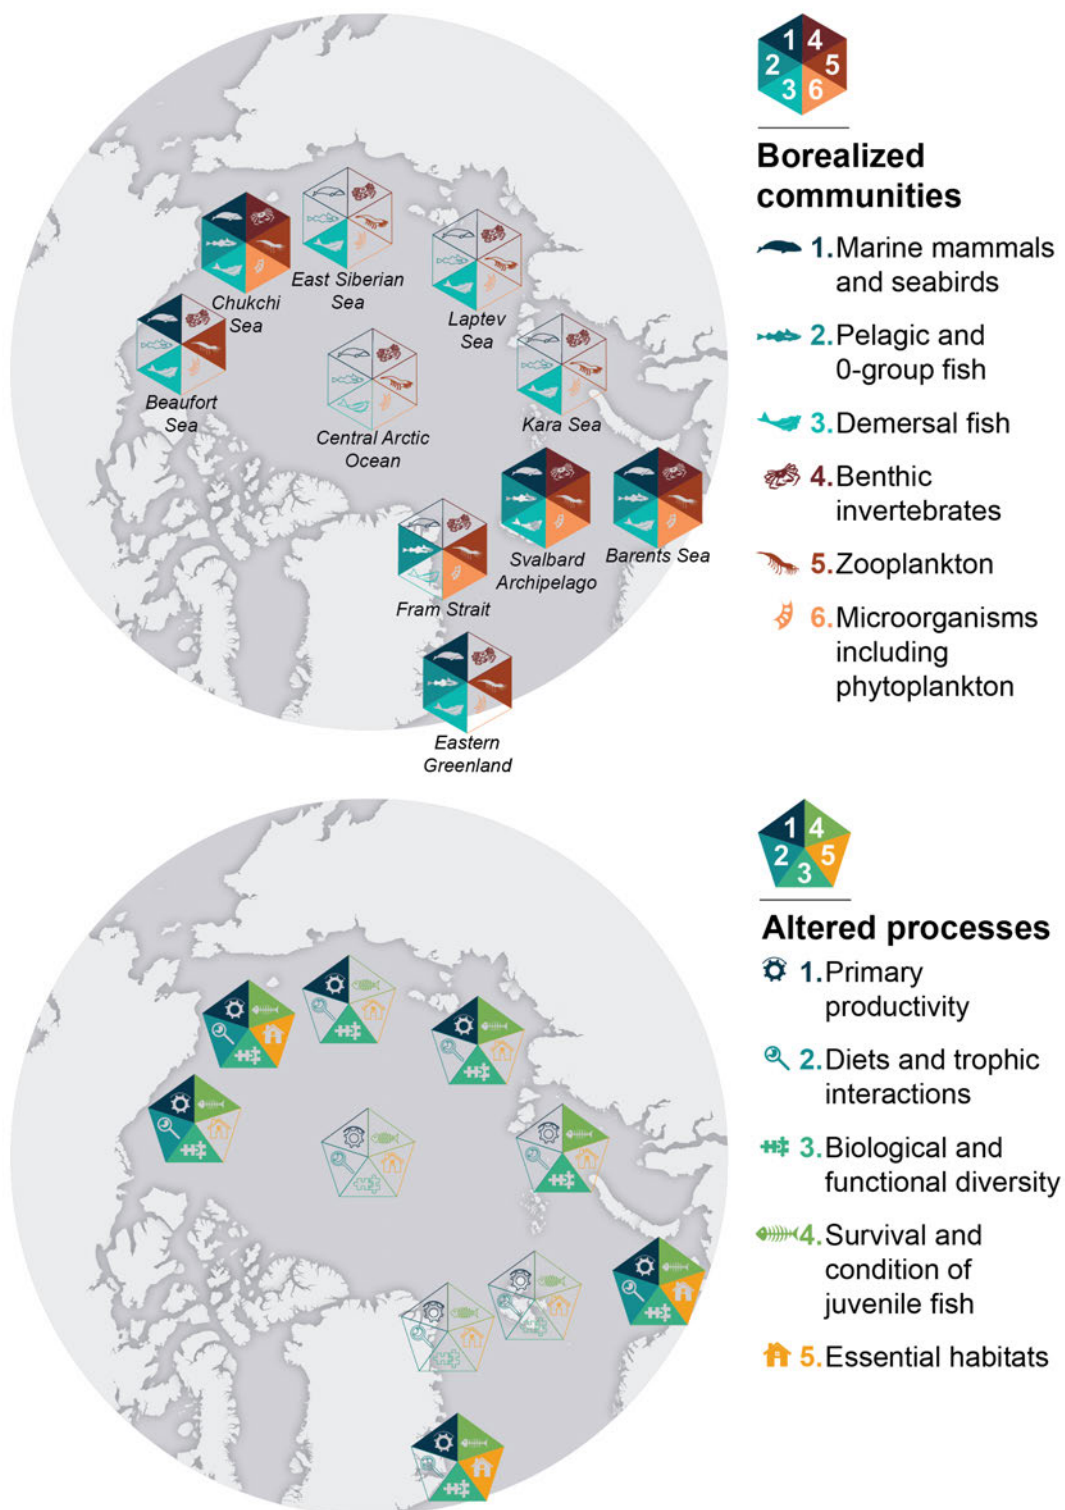 1 4
2 5
3 6
Borealized
communities
1. Marine mammals
and seabirds
2. Pelagic and
0-group fish
3. Demersal fish
4. Benthic
invertebrates
5. Zooplankton
6. Microorganisms
including
phytoplankton
Chukchi
Sea
East Siberian
Sea
Laptev
Sea
Beaufort
Sea
Central Arctic
Ocean
Kara Sea
Svalbard
Archipelago
Barents Sea
Fram Strait
Eastern
Greenland
1 4
2 5
3
Altered processes
1. Primary
productivity
2. Diets and trophic
interactions
3. Biological and
functional diversity
4. Survival and
condition of
juvenile fish
5. Essential habitats